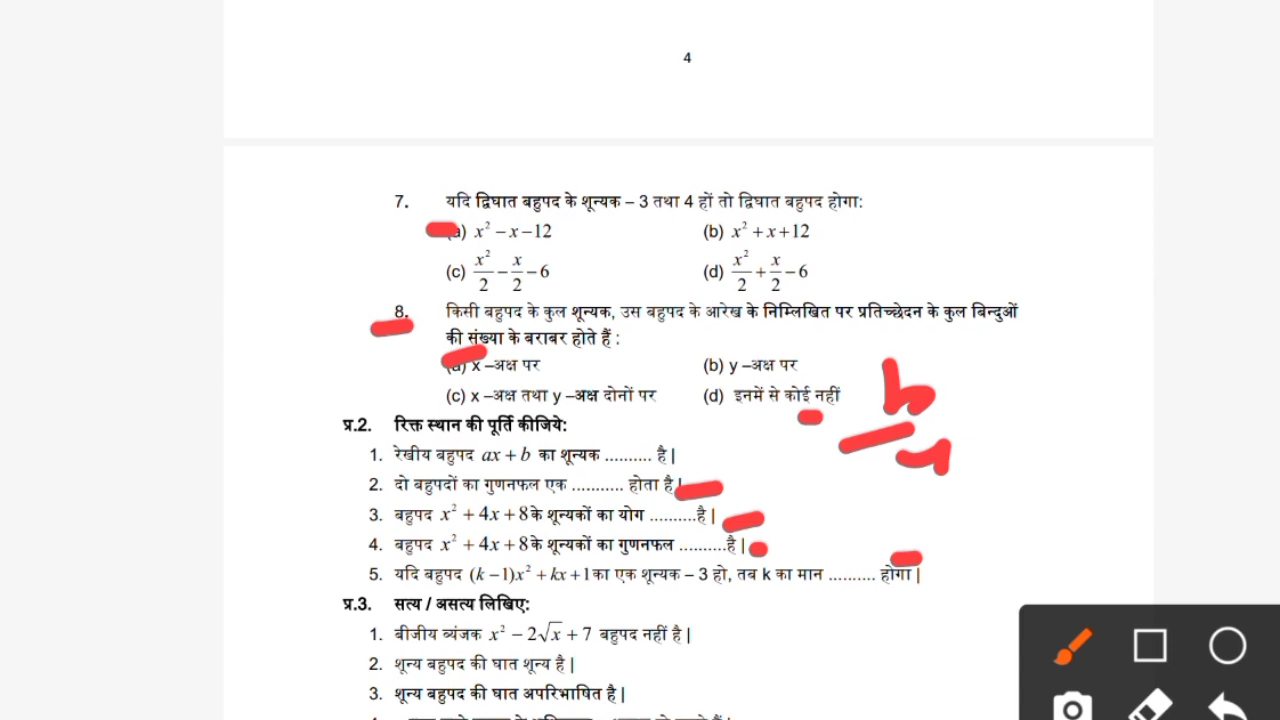 4
7. यदि द्विघात बहुपद के शून्यक – 3 तथा 4 हों तो द्विघात बहुपद होगा:
a) x² – x – 12 (b) x² + x + 12
(c) x²/2 – x/2 – 6 (d) x²/2 + x/2 – 6
8. किसी बहुपद के कुल शून्यक, उस बहुपद के आरेख के निम्लिखित पर प्रतिच्छेदन के कुल बिन्दुओं
की संख्या के बराबर होते हैं :
(a) x –अक्ष पर (b) y –अक्ष पर
(c) x –अक्ष तथा y –अक्ष दोनों पर (d) इनमें से कोई नहीं
प्र.2. रिक्त स्थान की पूर्ति कीजिये:
1. रेखीय बहुपद ax + b का शून्यक .......... है|
2. दो बहुपदों का गुणनफल एक ........... होता है|
3. बहुपद x² + 4x + 8 के शून्यकों का योग ..........है|
4. बहुपद x² + 4x + 8 के शून्यकों का गुणनफल ..........है|
5. यदि बहुपद (k – 1)x² + kx + 1 का एक शून्यक – 3 हो, तब k का मान .......... होगा|
प्र.3. सत्य / असत्य लिखिए:
1. बीजीय व्यंजक x² – 2√x + 7 बहुपद नहीं है|
2. शून्य बहुपद की घात शून्य है|
3. शून्य बहुपद की घात अपरिभाषित है|